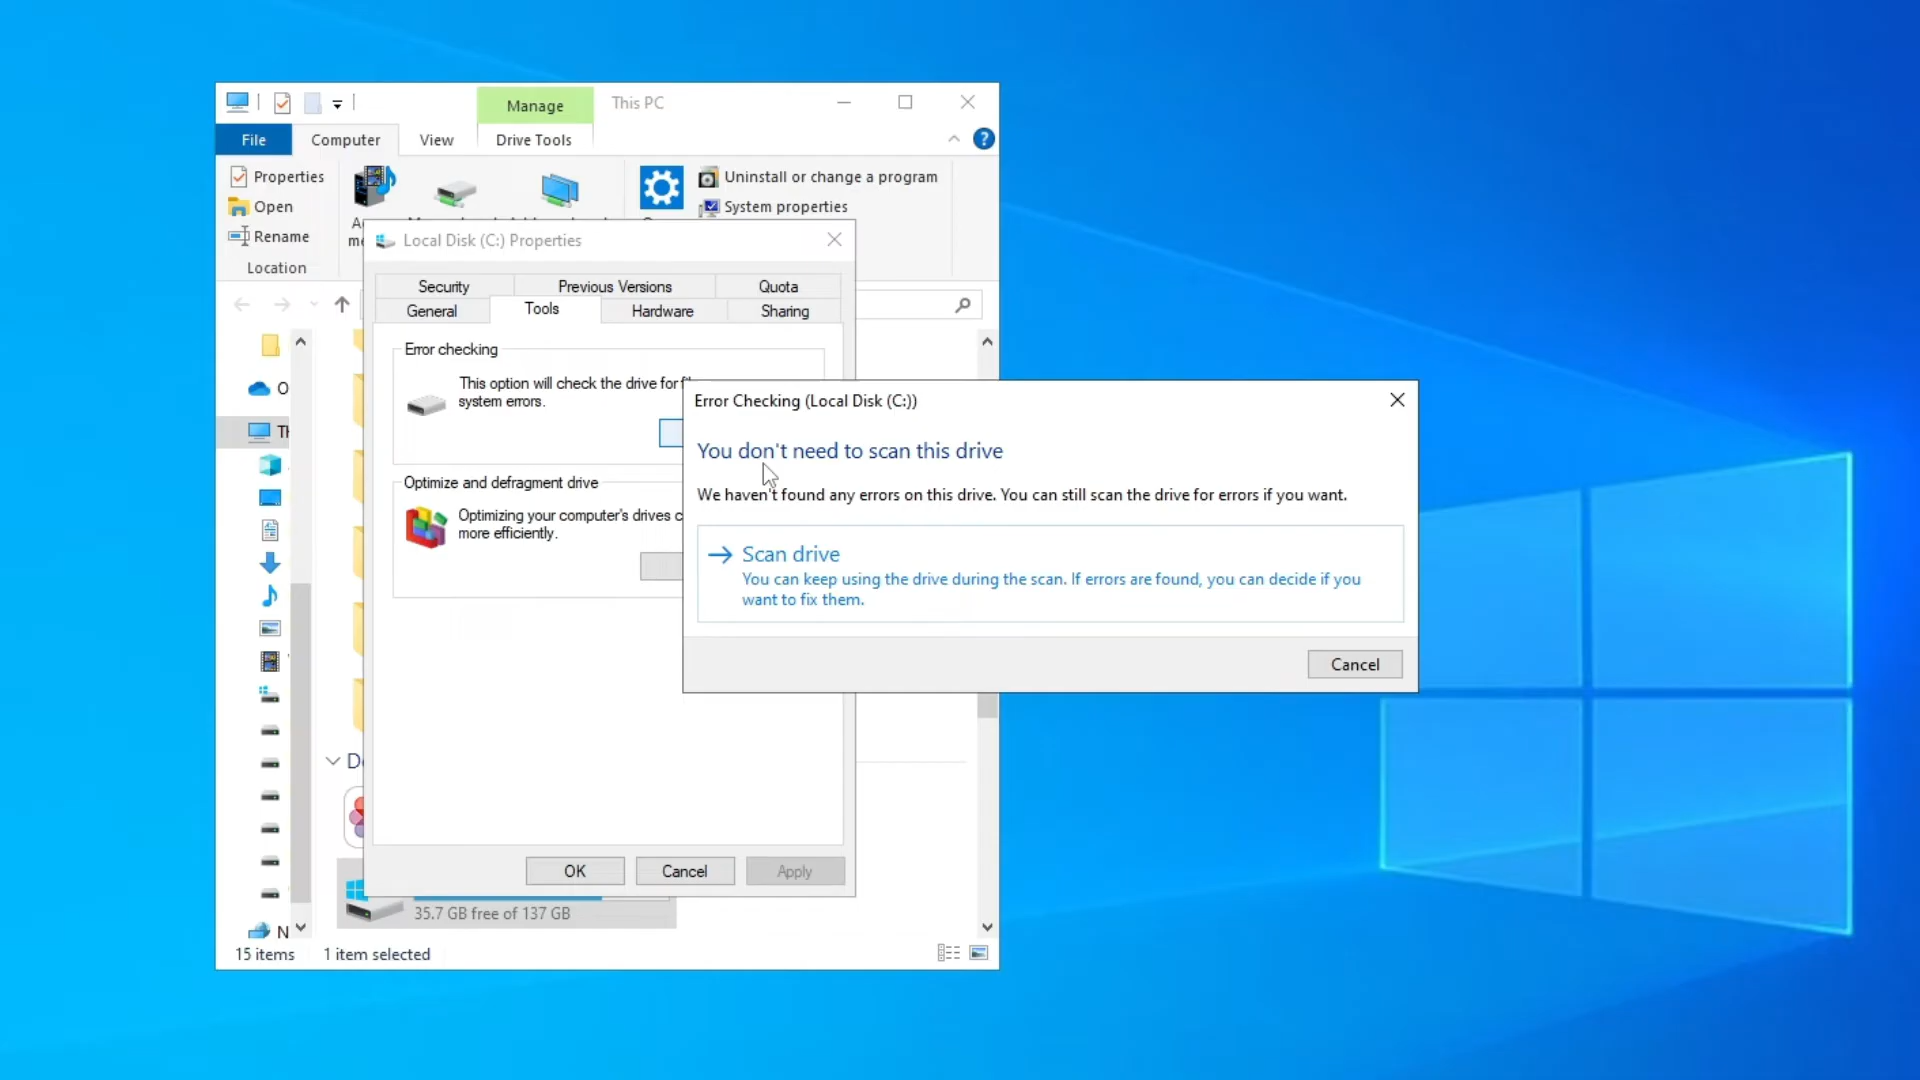 Manage
This PC
File
Computer
View
Drive Tools
Properties
Open
Rename
Location
Uninstall or change a program
System properties
Local Disk (C:) Properties
Security
Previous Versions
Quota
General
Tools
Hardware
Sharing
Error checking
This option will check the drive for
system errors.
Optimize and defragment drive
Optimizing your computer's drives
more efficiently.
Error Checking (Local Disk (C:))
You don't need to scan this drive
We haven't found any errors on this drive. You can still scan the drive for errors if you want.
Scan drive
You can keep using the drive during the scan. If errors are found, you can decide if you
want to fix them.
Cancel
OK
Cancel
Apply
35.7 GB free of 137 GB
15 items
1 item selected